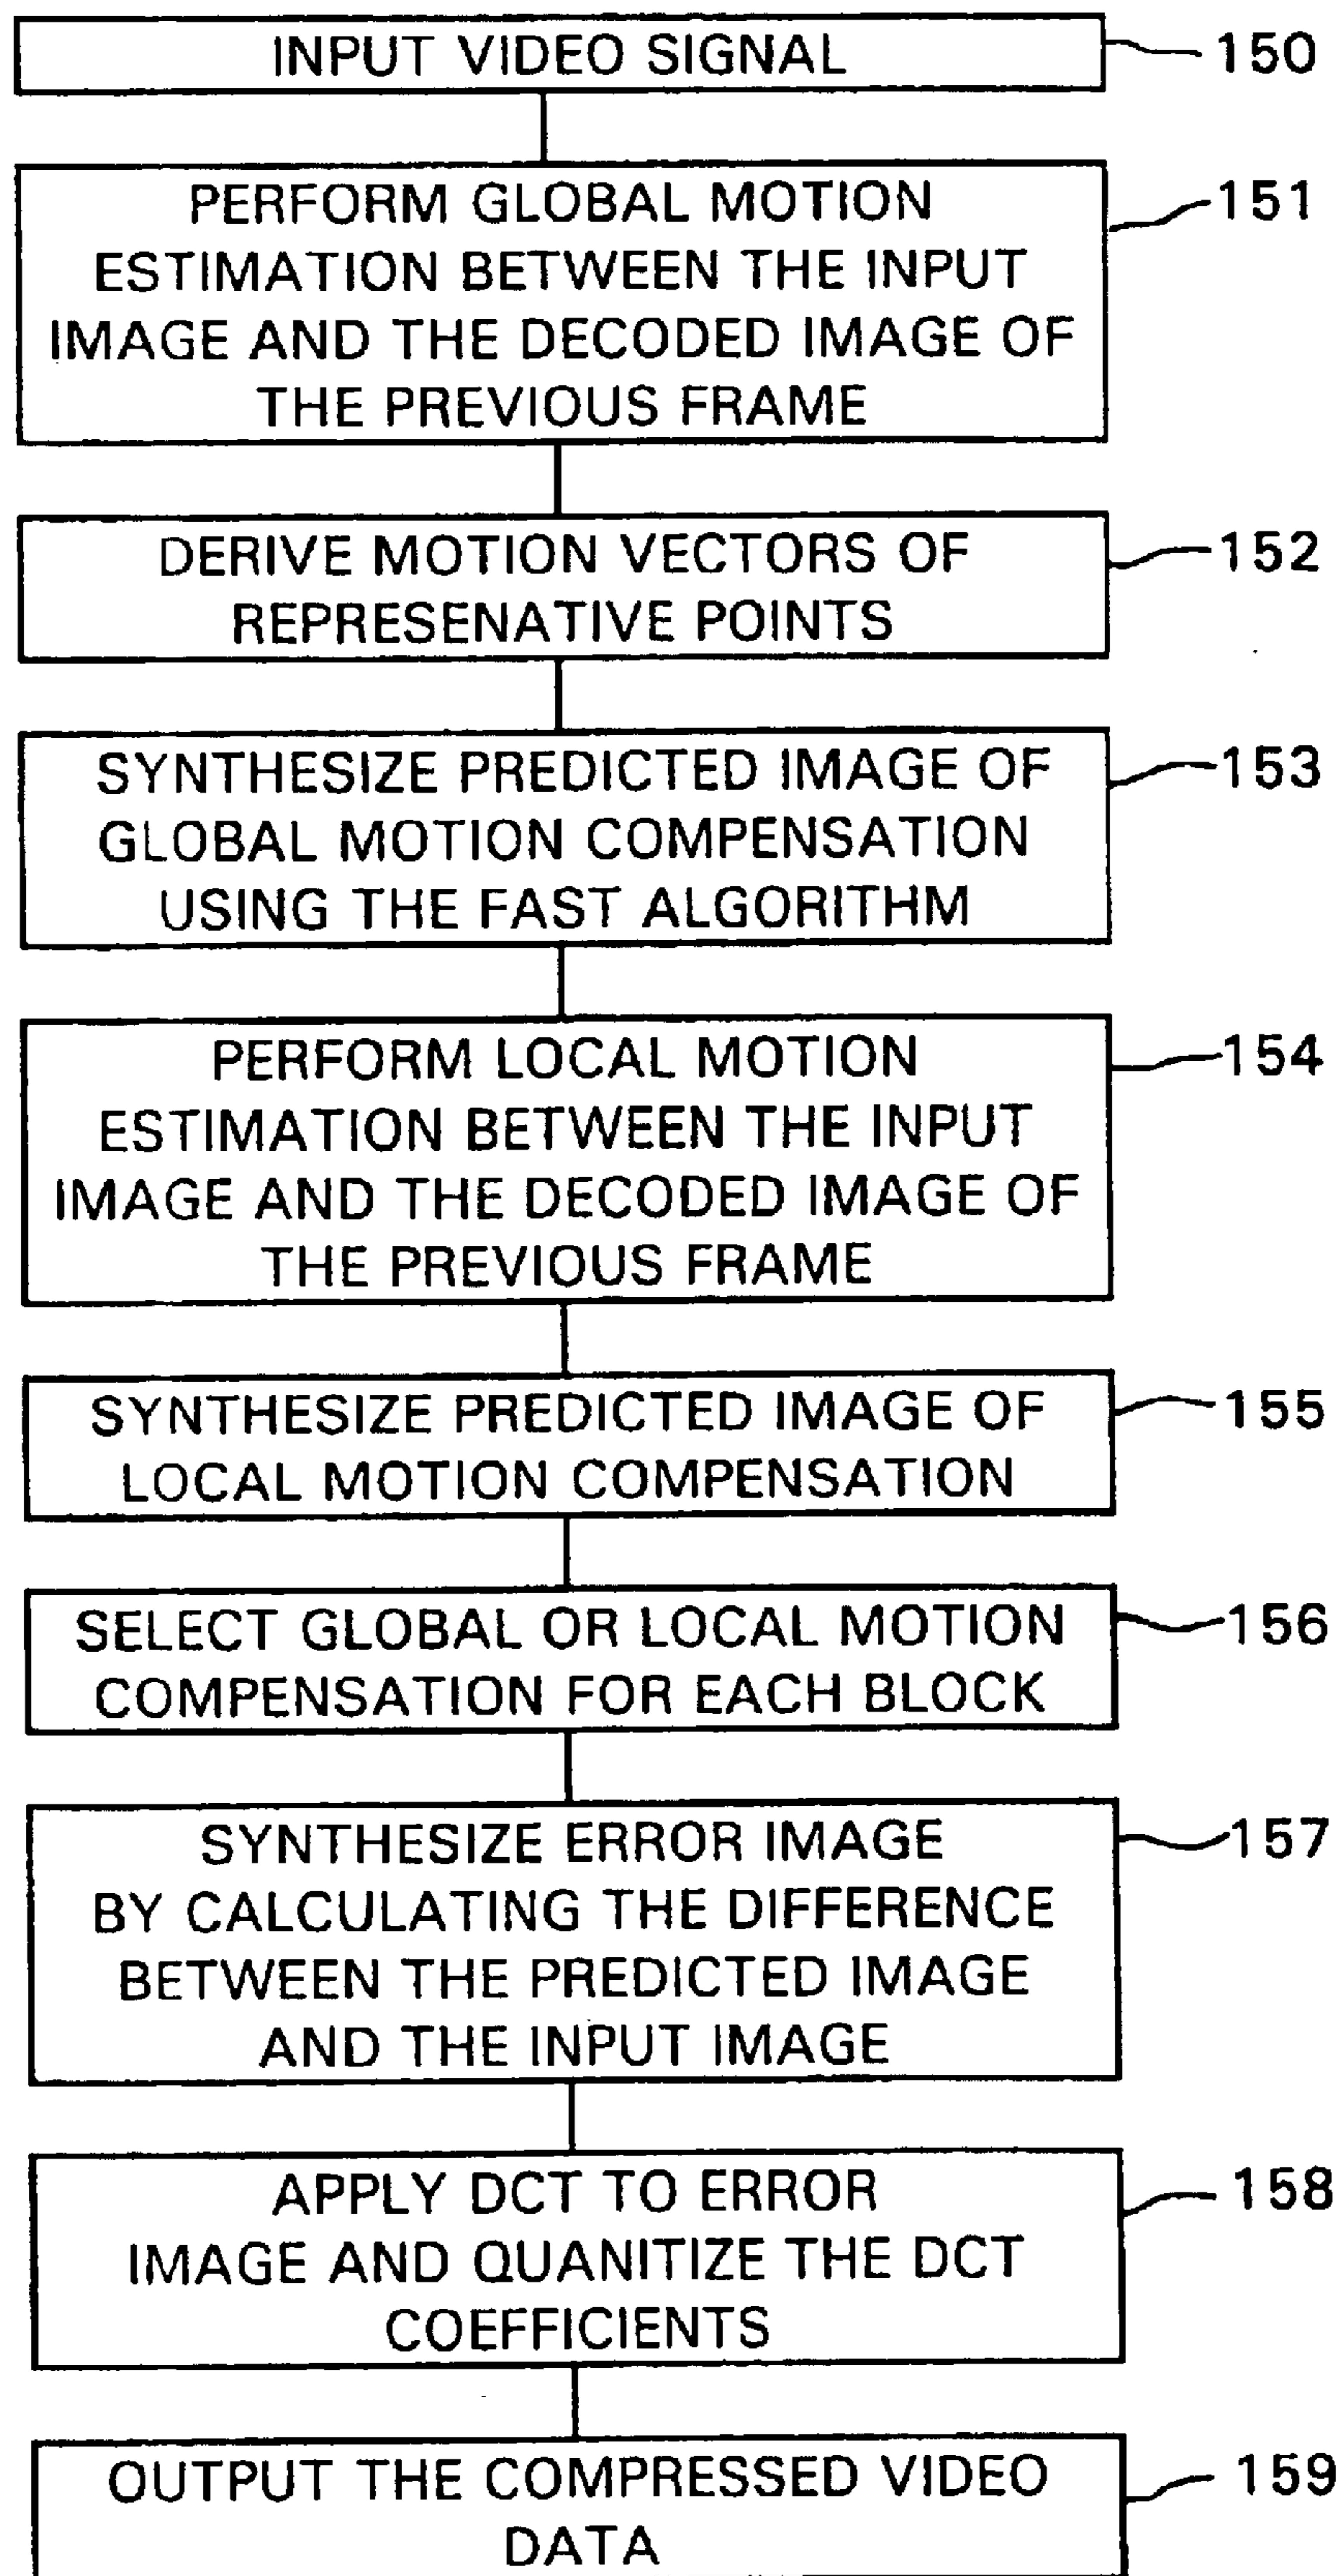 INPUT VIDEO SIGNAL
150
PERFORM GLOBAL MOTION
ESTIMATION BETWEEN THE INPUT
IMAGE AND THE DECODED IMAGE OF
THE PREVIOUS FRAME
151
DERIVE MOTION VECTORS OF
REPRESENATIVE POINTS
152
SYNTHESIZE PREDICTED IMAGE OF
GLOBAL MOTION COMPENSATION
USING THE FAST ALGORITHM
153
PERFORM LOCAL MOTION
ESTIMATION BETWEEN THE INPUT
IMAGE AND THE DECODED IMAGE OF
THE PREVIOUS FRAME
154
SYNTHESIZE PREDICTED IMAGE OF
LOCAL MOTION COMPENSATION
155
SELECT GLOBAL OR LOCAL MOTION
COMPENSATION FOR EACH BLOCK
156
SYNTHESIZE ERROR IMAGE
BY CALCULATING THE DIFFERENCE
BETWEEN THE PREDICTED IMAGE
AND THE INPUT IMAGE
157
APPLY DCT TO ERROR
IMAGE AND QUANITIZE THE DCT
COEFFICIENTS
158
OUTPUT THE COMPRESSED VIDEO
DATA
159